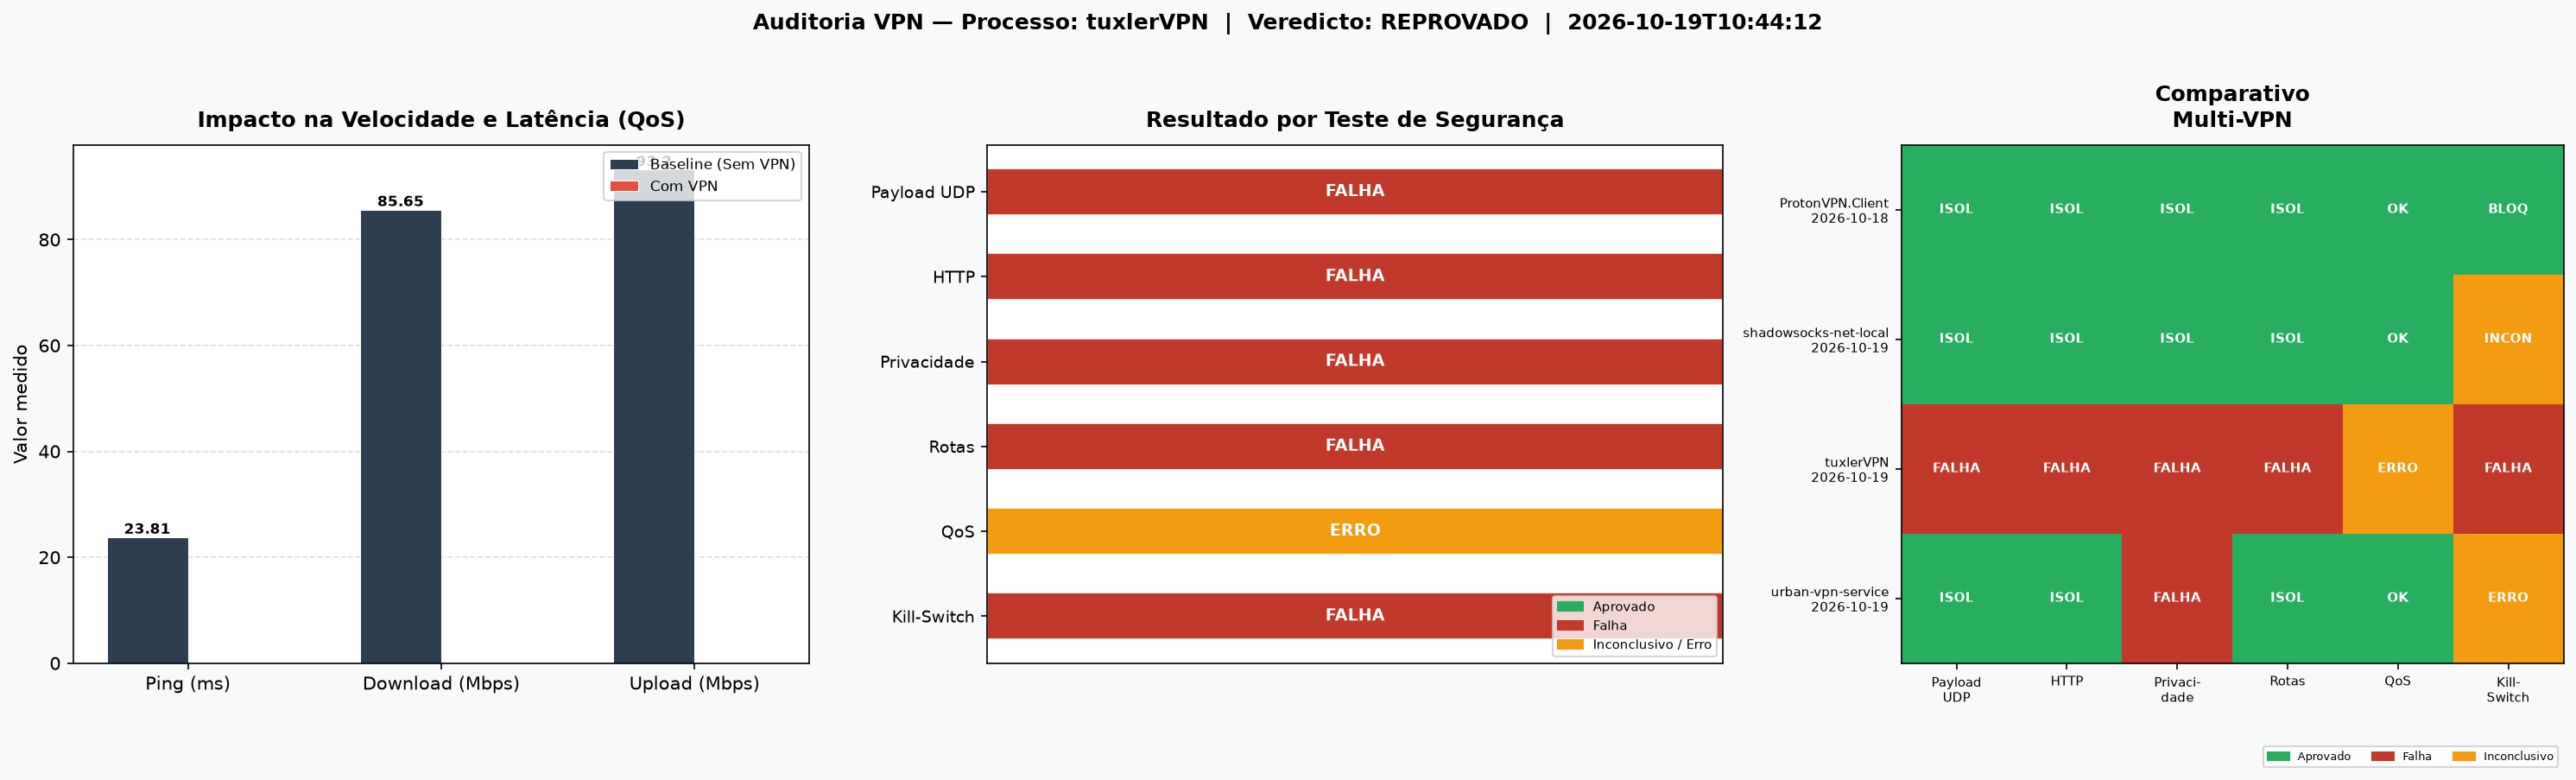 Auditoria VPN — Processo: tuxlerVPN | Veredicto: REPROVADO | 2026-10-19T10:44:12
Impacto na Velocidade e Latência (QoS)
Valor medido
80
60
40
20
0
23.81
85.65
93.2
Baseline (Sem VPN)
Com VPN
Ping (ms)
Download (Mbps)
Upload (Mbps)
Resultado por Teste de Segurança
Payload UDP
FALHA
HTTP
FALHA
Privacidade
FALHA
Rotas
FALHA
QoS
ERRO
Kill-Switch
FALHA
Aprovado
Falha
Inconclusivo / Erro
Comparativo
Multi-VPN
ProtonVPN.Client
2026-10-18
ISOL ISOL ISOL ISOL OK BLOQ
shadowsocks-net-local
2026-10-19
ISOL ISOL ISOL ISOL OK INCON
tuxlerVPN
2026-10-19
FALHA FALHA FALHA FALHA ERRO FALHA
urban-vpn-service
2026-10-19
ISOL ISOL FALHA ISOL OK ERRO
Payload
UDP
HTTP
Privaci-
dade
Rotas
QoS
Kill-
Switch
Aprovado
Falha
Inconclusivo